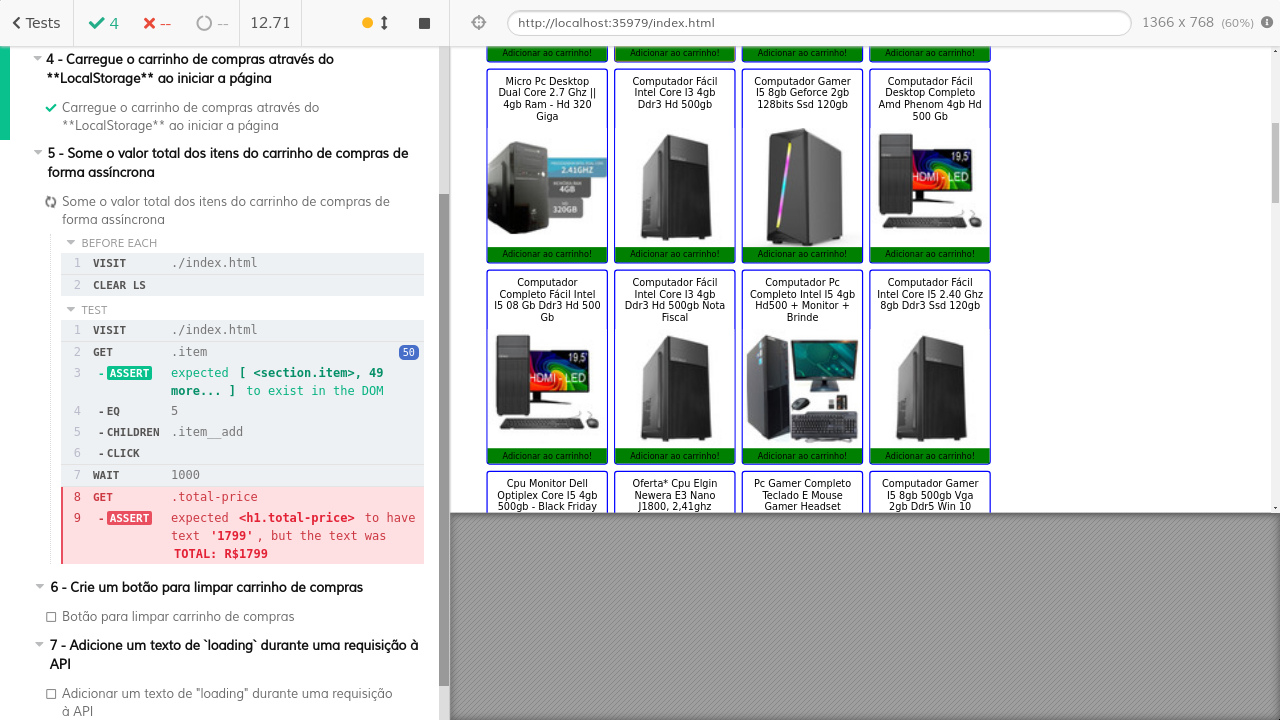 Tests
4
--
--
12.71
http://localhost:35979/index.html
1366 x 768 (60%)
4 - Carregue o carrinho de compras através do
**LocalStorage** ao iniciar a página
Carregue o carrinho de compras através do
**LocalStorage** ao iniciar a página
5 - Some o valor total dos itens do carrinho de compras de
forma assíncrona
Some o valor total dos itens do carrinho de compras de
forma assíncrona
BEFORE EACH
1 VISIT ./index.html
2 CLEAR LS
TEST
1 VISIT ./index.html
2 GET .item 50
3 - ASSERT expected [ <section.item>, 49
more... ] to exist in the DOM
4 - EQ 5
5 - CHILDREN .item__add
6 - CLICK
7 WAIT 1000
8 GET .total-price
9 - ASSERT expected <h1.total-price> to have
text '1799', but the text was
TOTAL: R$1799
6 - Crie um botão para limpar carrinho de compras
Botão para limpar carrinho de compras
7 - Adicione um texto de `loading` durante uma requisição à
API
Adicionar um texto de "loading" durante uma requisição
à API
Adicionar ao carrinho! Adicionar ao carrinho! Adicionar ao carrinho! Adicionar ao carrinho!
Micro Pc Desktop
Dual Core 2.7 Ghz ||
4gb Ram - Hd 320
Giga
2.41GHZ
4GB
320GB
Adicionar ao carrinho!
Computador Fácil
Intel Core I3 4gb
Ddr3 Hd 500gb
Adicionar ao carrinho!
Computador Gamer
I5 8gb Geforce 2gb
128bits Ssd 120gb
Adicionar ao carrinho!
Computador Fácil
Desktop Completo
Amd Phenom 4gb Hd
500 Gb
19,5'
HDMI - LED
Adicionar ao carrinho!
Computador
Completo Fácil Intel
I5 08 Gb Ddr3 Hd 500
Gb
19,5'
HDMI - LED
Adicionar ao carrinho!
Computador Fácil
Intel Core I3 4gb
Ddr3 Hd 500gb Nota
Fiscal
Adicionar ao carrinho!
Computador Pc
Completo Intel I5 4gb
Hd500 + Monitor +
Brinde
Adicionar ao carrinho!
Computador Fácil
Intel Core I5 2.40 Ghz
8gb Ddr3 Ssd 120gb
Adicionar ao carrinho!
Cpu Monitor Dell
Optiplex Core I5 4gb
500gb - Black Friday
Oferta* Cpu Elgin
Newera E3 Nano
J1800, 2,41ghz
Pc Gamer Completo
Teclado E Mouse
Gamer Headset
Computador Gamer
I5 8gb 500gb Vga
2gb Ddr5 Win 10